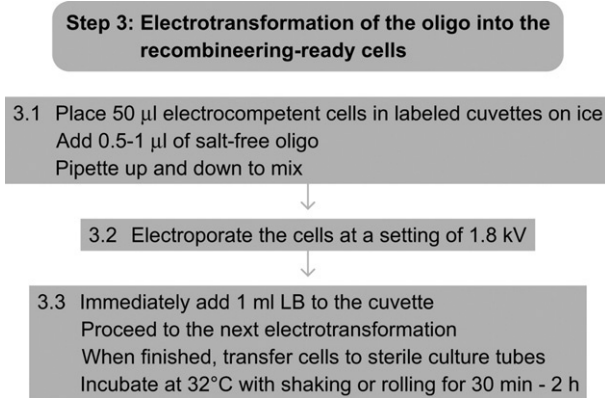 Step 3: Electrotransformation of the oligo into the
recombineering-ready cells
3.1 Place 50 µl electrocompetent cells in labeled cuvettes on ice
Add 0.5-1 µl of salt-free oligo
Pipette up and down to mix
3.2 Electroporate the cells at a setting of 1.8 kV
3.3 Immediately add 1 ml LB to the cuvette
Proceed to the next electrotransformation
When finished, transfer cells to sterile culture tubes
Incubate at 32°C with shaking or rolling for 30 min - 2 h